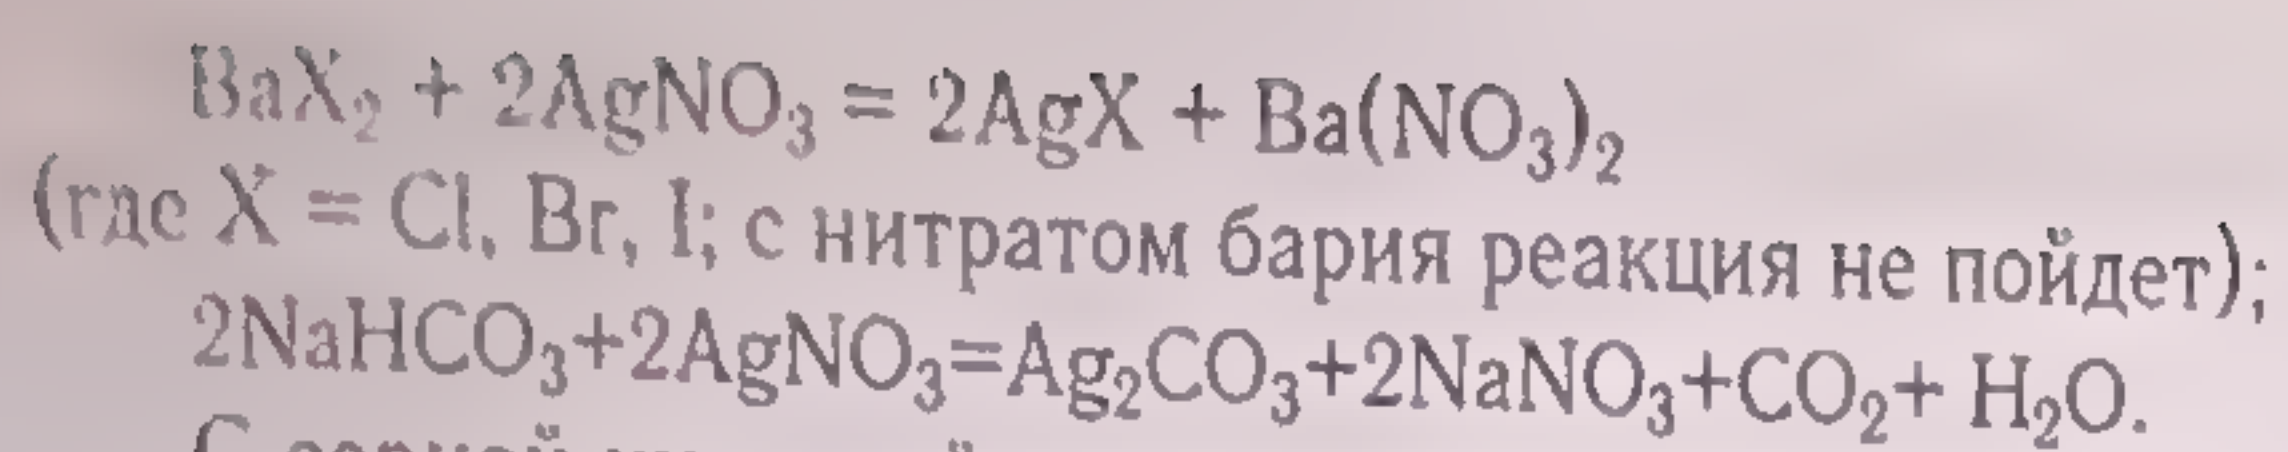 BaX₂ + 2AgNO₃ = 2AgX + Ba(NO₃)₂
(где X = Cl, Br, I; с нитратом бария реакция не пойдет);
2NaHCO₃+2AgNO₃=Ag₂CO₃+2NaNO₃+CO₂+ H₂O.
С серной